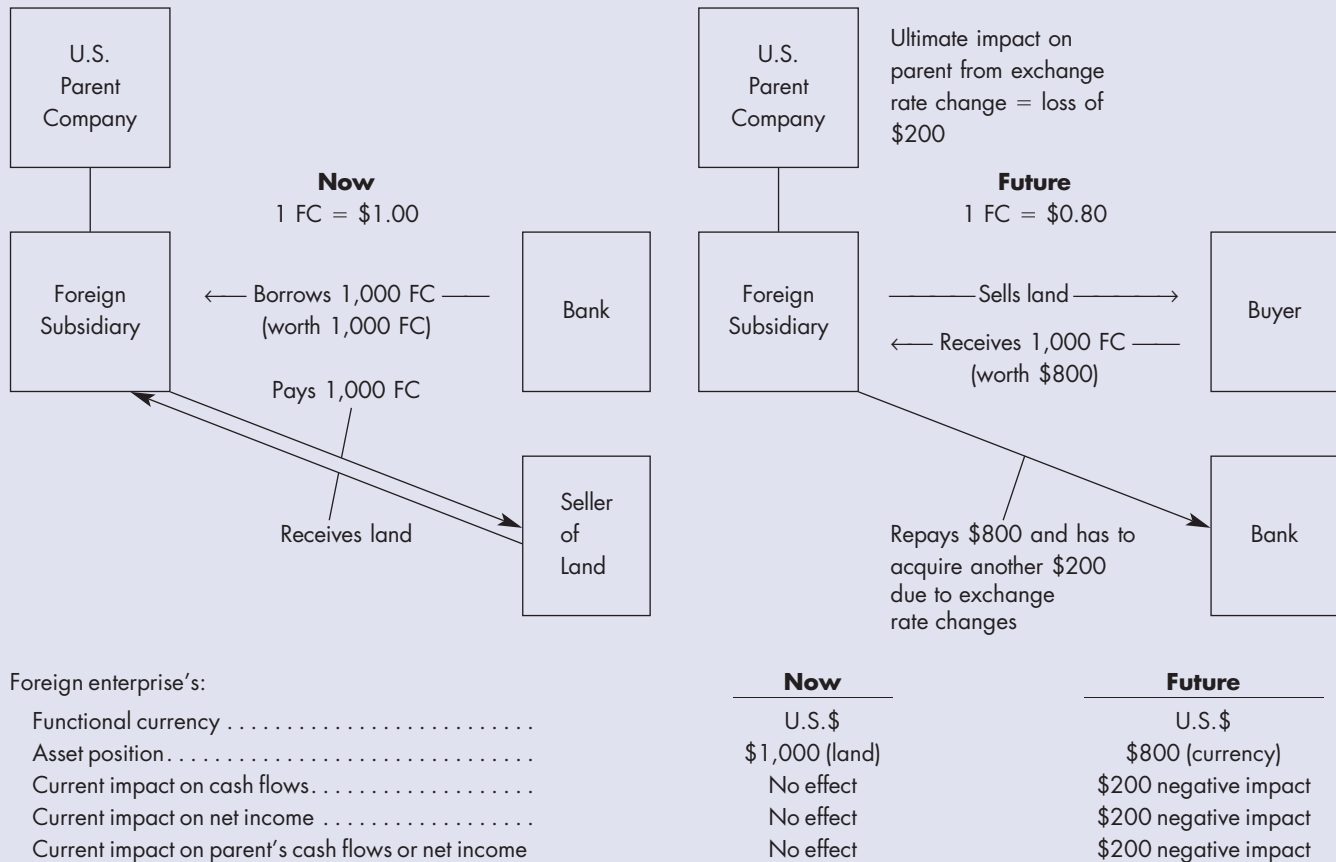 U.S.
Parent
Company
Now
1 FC = $1.00
Foreign
Subsidiary
Borrows 1,000 FC
(worth 1,000 FC)
Bank
Pays 1,000 FC
Receives land
Seller
of
Land
U.S.
Parent
Company
Ultimate impact on
parent from exchange
rate change = loss of
$200
Future
1 FC = $0.80
Foreign
Subsidiary
Sells land
Receives 1,000 FC
(worth $800)
Buyer
Repays $800 and has to
acquire another $200
due to exchange
rate changes
Bank
Foreign enterprise's: Now Future
Functional currency . . . . . . . . . . . . . . . . . . . . . . . . . . U.S.$ U.S.$
Asset position. . . . . . . . . . . . . . . . . . . . . . . . . . . . . . . $1,000 (land) $800 (currency)
Current impact on cash flows. . . . . . . . . . . . . . . . . . . No effect $200 negative impact
Current impact on net income . . . . . . . . . . . . . . . . . . No effect $200 negative impact
Current impact on parent's cash flows or net income No effect $200 negative impact